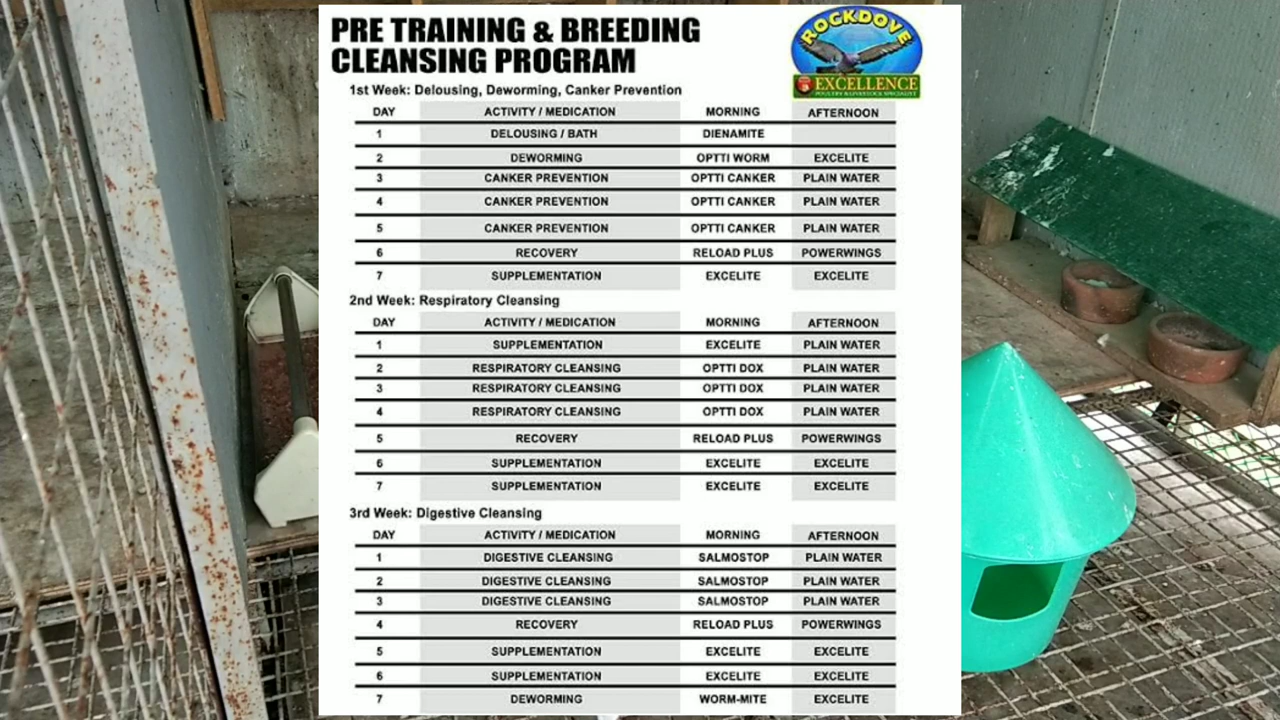 PRE TRAINING & BREEDING
CLEANSING PROGRAM
ROCKDOVE
EXCELLENCE
POULTRY & LIVESTOCK SPECIALIST
1st Week: Delousing, Deworming, Canker Prevention
DAY ACTIVITY / MEDICATION MORNING AFTERNOON
1 DELOUSING / BATH DIENAMITE
2 DEWORMING OPTTI WORM EXCELITE
3 CANKER PREVENTION OPTTI CANKER PLAIN WATER
4 CANKER PREVENTION OPTTI CANKER PLAIN WATER
5 CANKER PREVENTION OPTTI CANKER PLAIN WATER
6 RECOVERY RELOAD PLUS POWERWINGS
7 SUPPLEMENTATION EXCELITE EXCELITE
2nd Week: Respiratory Cleansing
DAY ACTIVITY / MEDICATION MORNING AFTERNOON
1 SUPPLEMENTATION EXCELITE PLAIN WATER
2 RESPIRATORY CLEANSING OPTTI DOX PLAIN WATER
3 RESPIRATORY CLEANSING OPTTI DOX PLAIN WATER
4 RESPIRATORY CLEANSING OPTTI DOX PLAIN WATER
5 RECOVERY RELOAD PLUS POWERWINGS
6 SUPPLEMENTATION EXCELITE EXCELITE
7 SUPPLEMENTATION EXCELITE EXCELITE
3rd Week: Digestive Cleansing
DAY ACTIVITY / MEDICATION MORNING AFTERNOON
1 DIGESTIVE CLEANSING SALMOSTOP PLAIN WATER
2 DIGESTIVE CLEANSING SALMOSTOP PLAIN WATER
3 DIGESTIVE CLEANSING SALMOSTOP PLAIN WATER
4 RECOVERY RELOAD PLUS POWERWINGS
5 SUPPLEMENTATION EXCELITE EXCELITE
6 SUPPLEMENTATION EXCELITE EXCELITE
7 DEWORMING WORM-MITE EXCELITE